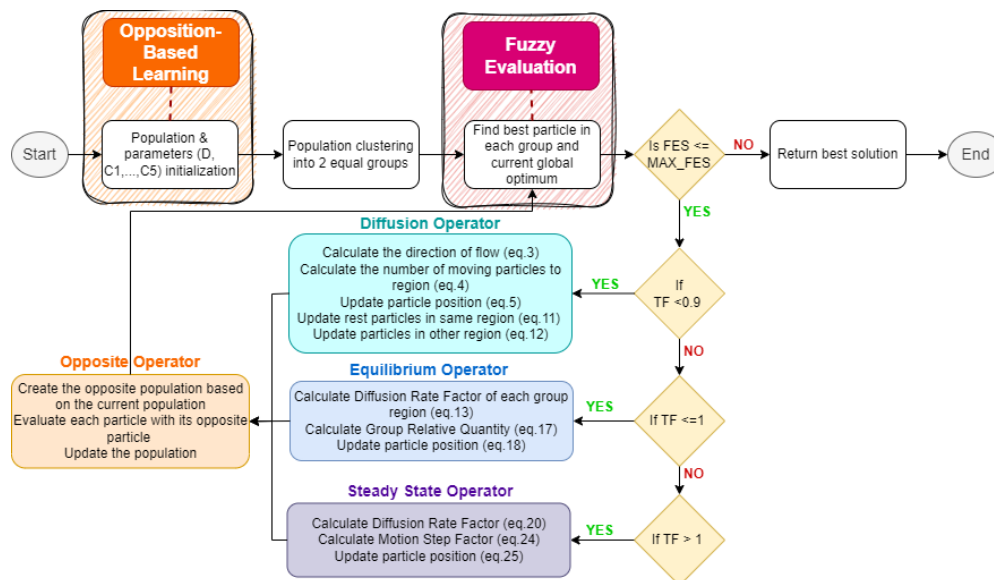 Opposition-
Based
Learning
Fuzzy
Evaluation
Start
Population &
parameters (D,
C1,...,C5) initialization)
Population clustering
into 2 equal groups
Find best particle in
each group and
current global
optimum
Is FES <=
MAX_FES
NO
Return best solution
End
YES
Diffusion Operator
Calculate the direction of flow (eq.3)
Calculate the number of moving particles to
region (eq.4)
Update particle position (eq.5)
Update rest particles in same region (eq.11)
Update particles in other region (eq.12)
YES
If
TF <0.9
NO
Opposite Operator
Create the opposite population based
on the current population
Evaluate each particle with its opposite
particle
Update the population
Equilibrium Operator
Calculate Diffusion Rate Factor of each group
region (eq.13)
Calculate Group Relative Quantity (eq.17)
Update particle position (eq.18)
YES
If TF <=1
NO
Steady State Operator
Calculate Diffusion Rate Factor (eq.20)
Calculate Motion Step Factor (eq.24)
Update particle position (eq.25)
YES
If TF > 1